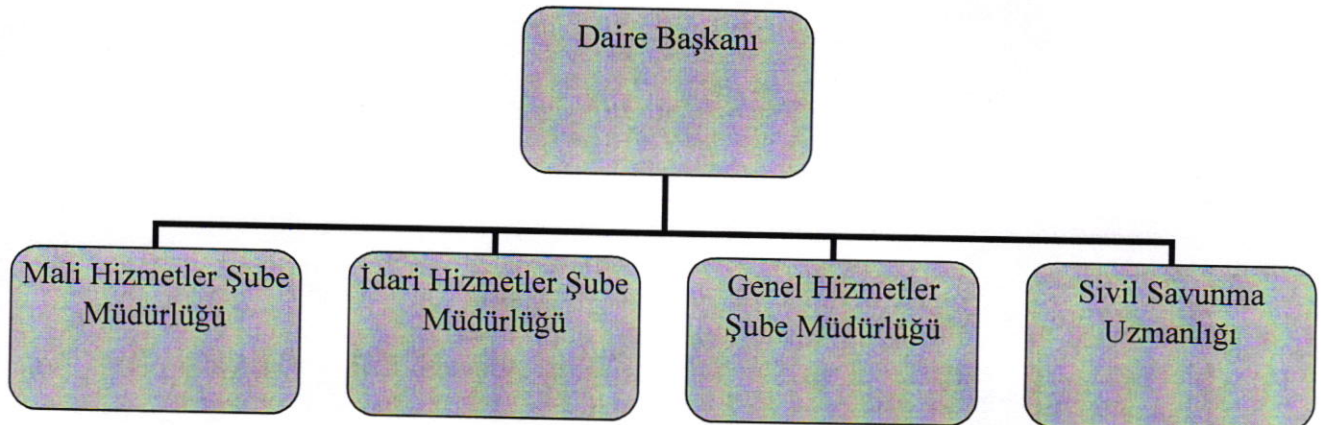 Daire Başkanı
Mali Hizmetler Şube
Müdürlüğü
İdari Hizmetler Şube
Müdürlüğü
Genel Hizmetler
Şube Müdürlüğü
Sivil Savunma
Uzmanlığı